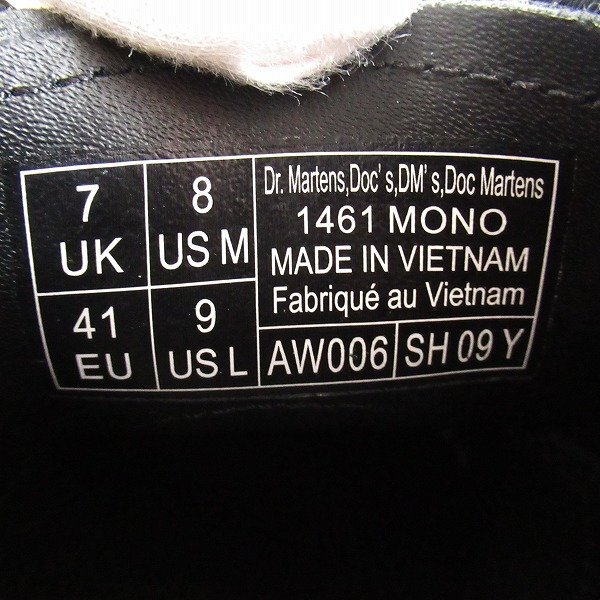 7
UK
8
US M
41
EU
9
US L
Dr. Martens,Doc's,DM's,Doc Martens
1461 MONO
MADE IN VIETNAM
Fabriqué au Vietnam
AW006
SH 09 Y